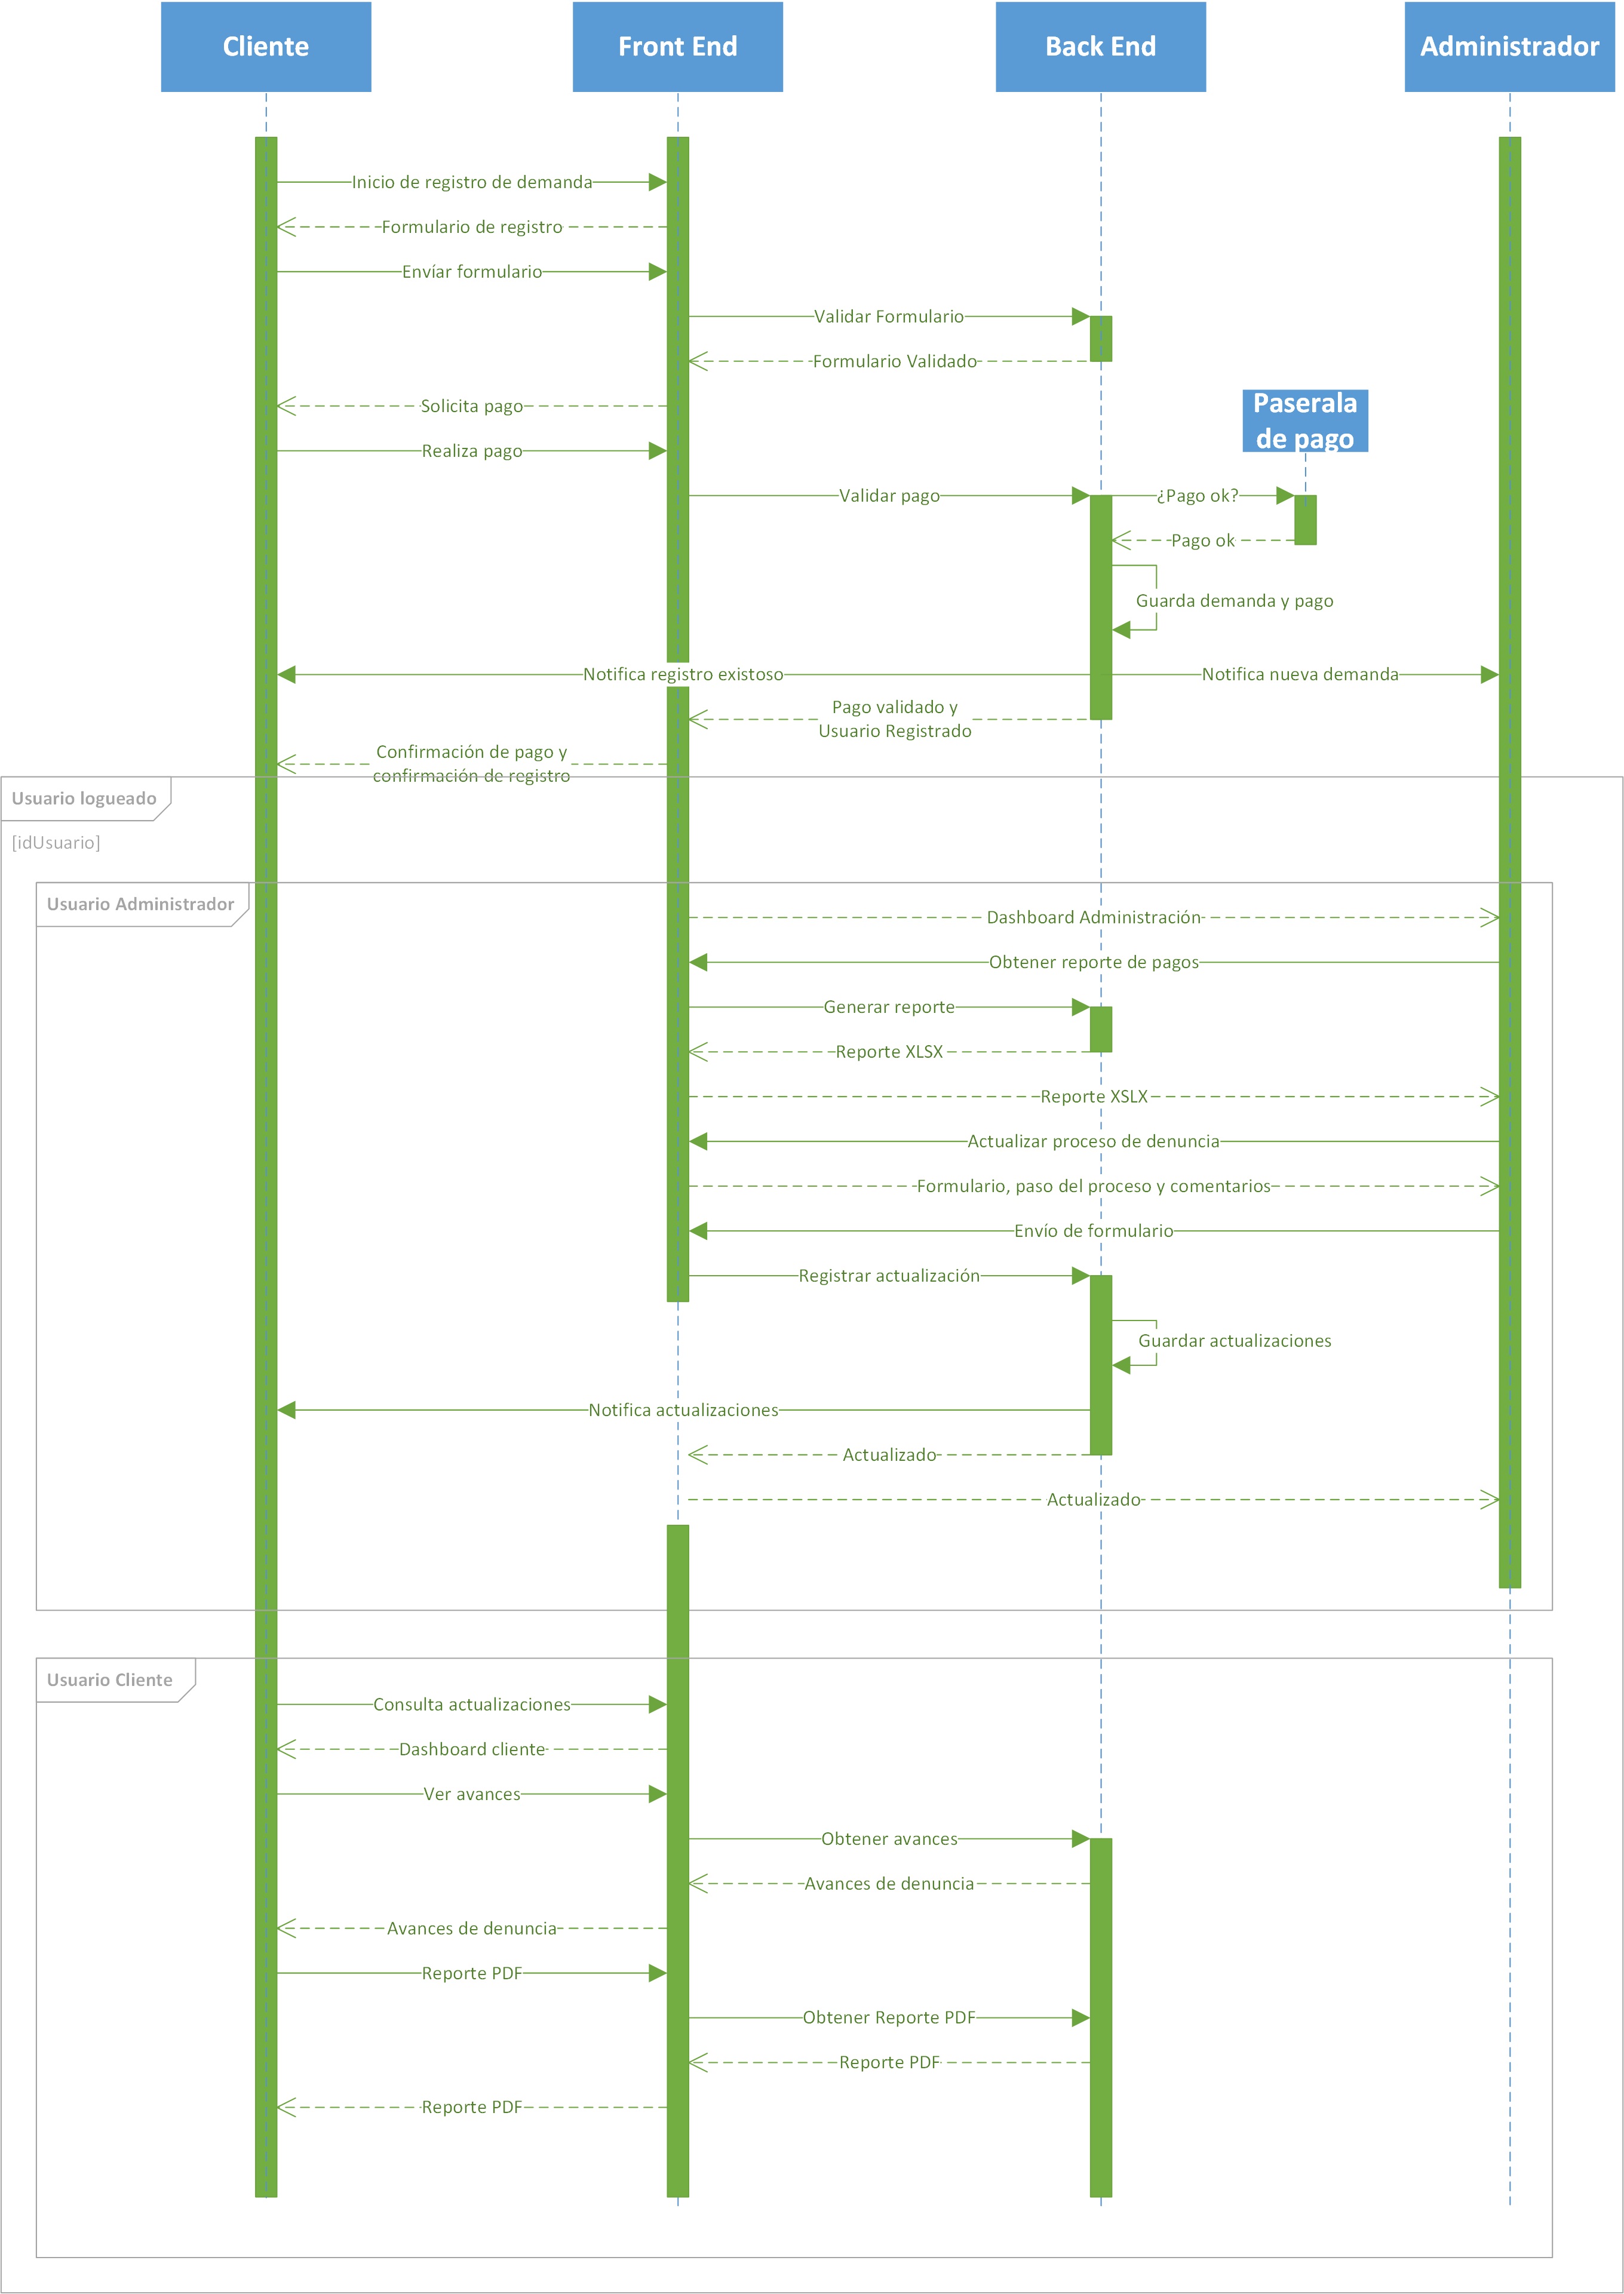 Cliente
Front End
Back End
Administrador
Inicio de registro de demanda
Formulario de registro
Envíar formulario
Validar Formulario
Formulario Validado
Solicita pago
Paserala
de pago
Realiza pago
Validar pago
¿Pago ok?
Pago ok
Guarda demanda y pago
Notifica registro existoso
Notifica nueva demanda
Pago validado y
Usuario Registrado
Confirmación de pago y
confirmación de registro
Usuario logueado
[idUsuario]
Usuario Administrador
Dashboard Administración
Obtener reporte de pagos
Generar reporte
Reporte XLSX
Reporte XSLX
Actualizar proceso de denuncia
Formulario, paso del proceso y comentarios
Envío de formulario
Registrar actualización
Guardar actualizaciones
Notifica actualizaciones
Actualizado
Actualizado
Usuario Cliente
Consulta actualizaciones
Dashboard cliente
Ver avances
Obtener avances
Avances de denuncia
Avances de denuncia
Reporte PDF
Obtener Reporte PDF
Reporte PDF
Reporte PDF